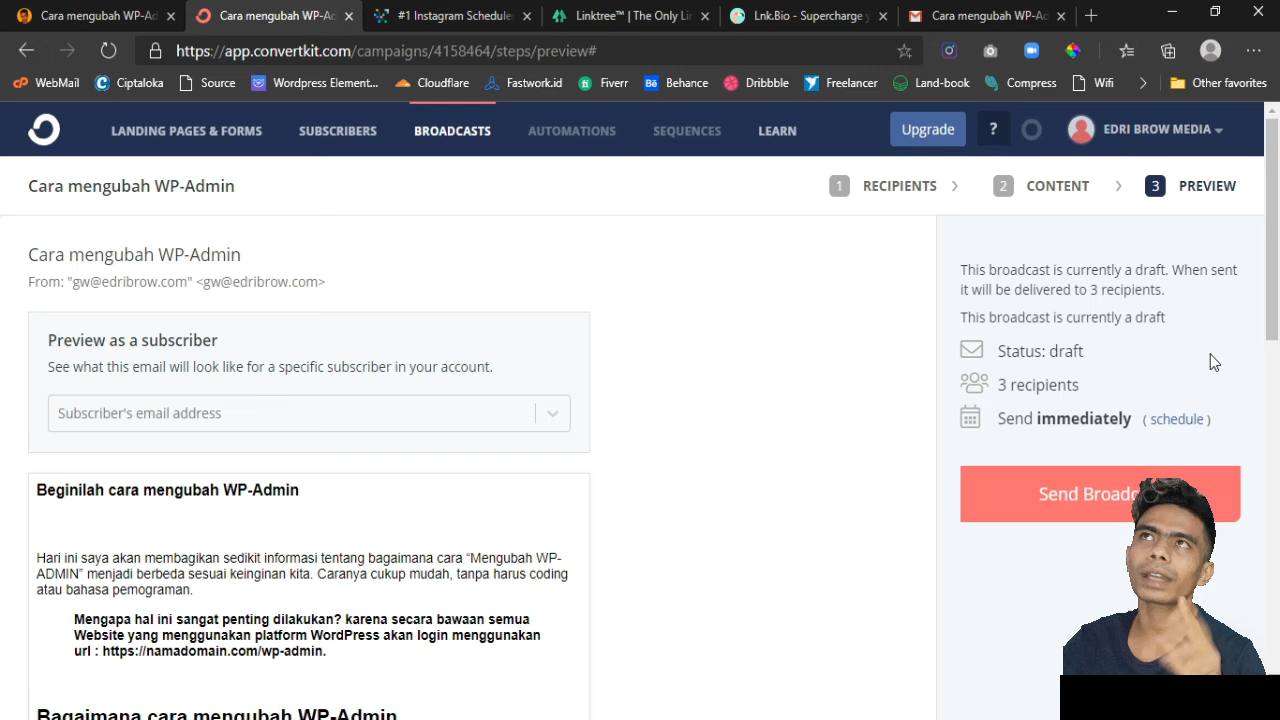 Cara mengubah WP-Ad
Cara mengubah WP-Ad
#1 Instagram Scheduler
Linktree™ | The Only Li
Lnk.Bio - Supercharge y
Cara mengubah WP-Ad
https://app.convertkit.com/campaigns/4158464/steps/preview#
WebMail
Ciptaloka
Source
Wordpress Element...
Cloudflare
Fastwork.id
Fiverr
Behance
Dribbble
Freelancer
Land-book
Compress
Wifi
Other favorites
LANDING PAGES & FORMS
SUBSCRIBERS
BROADCASTS
AUTOMATIONS
SEQUENCES
LEARN
Upgrade
?
EDRI BROW MEDIA
Cara mengubah WP-Admin
1 RECIPIENTS
2 CONTENT
3 PREVIEW
Cara mengubah WP-Admin
From: "gw@edribrow.com" <gw@edribrow.com>
Preview as a subscriber
See what this email will look like for a specific subscriber in your account.
Subscriber's email address
Beginilah cara mengubah WP-Admin
Hari ini saya akan membagikan sedikit informasi tentang bagaimana cara “Mengubah WP-
ADMIN” menjadi berbeda sesuai keinginan kita. Caranya cukup mudah, tanpa harus coding
atau bahasa pemograman.
Mengapa hal ini sangat penting dilakukan? karena secara bawaan semua
Website yang menggunakan platform WordPress akan login menggunakan
url : https://namadomain.com/wp-admin.
Bagaimana cara mengubah WP-Admin
This broadcast is currently a draft. When sent
it will be delivered to 3 recipients.
This broadcast is currently a draft
Status: draft
3 recipients
Send immediately ( schedule )
Send Broadc